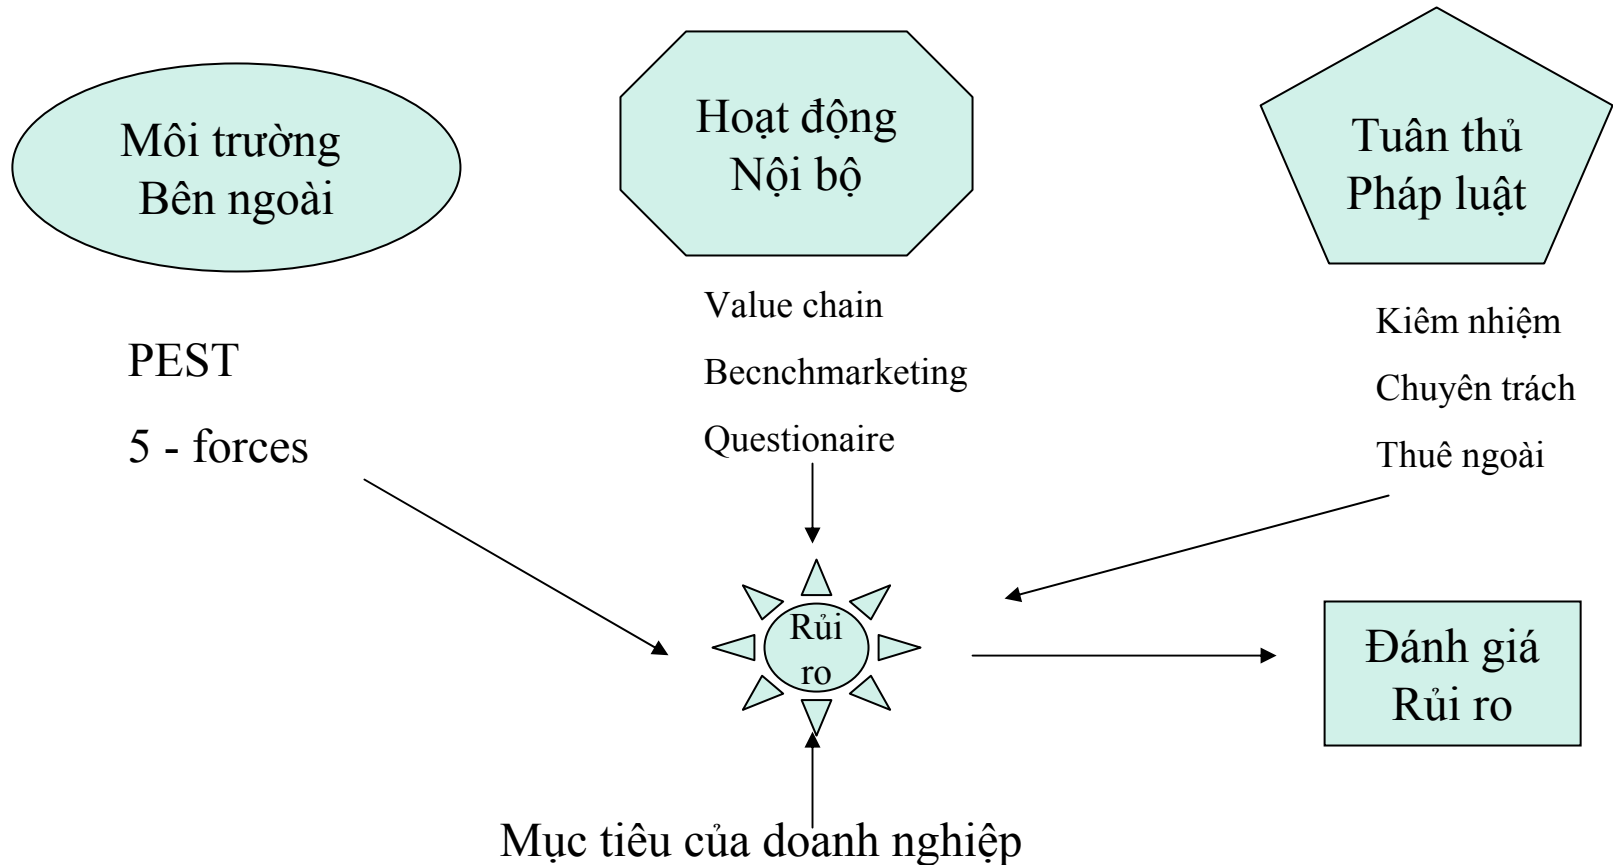 Môi trường
Bên ngoài
PEST
5 - forces
Hoạt động
Nội bộ
Value chain
Becnchmarketing
Questionaire
Tuân thủ
Pháp luật
Kiêm nhiệm
Chuyên trách
Thuê ngoài
Rủi
ro
Đánh giá
Rủi ro
Mục tiêu của doanh nghiệp